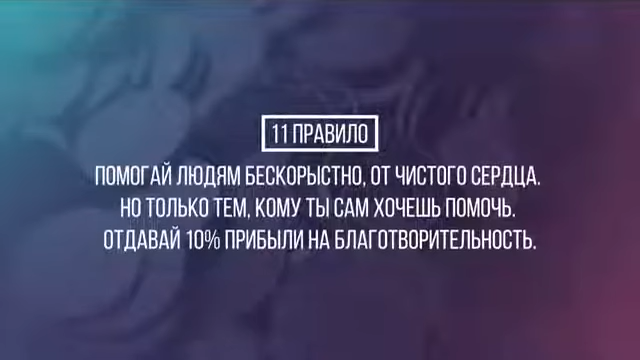 11 ПРАВИЛО
ПОМОГАЙ ЛЮДЯМ БЕСКОРЫСТНО, ОТ ЧИСТОГО СЕРДЦА.
НО ТОЛЬКО ТЕМ, КОМУ ТЫ САМ ХОЧЕШЬ ПОМОЧЬ.
ОТДАВАЙ 10% ПРИБЫЛИ НА БЛАГОТВОРИТЕЛЬНОСТЬ.